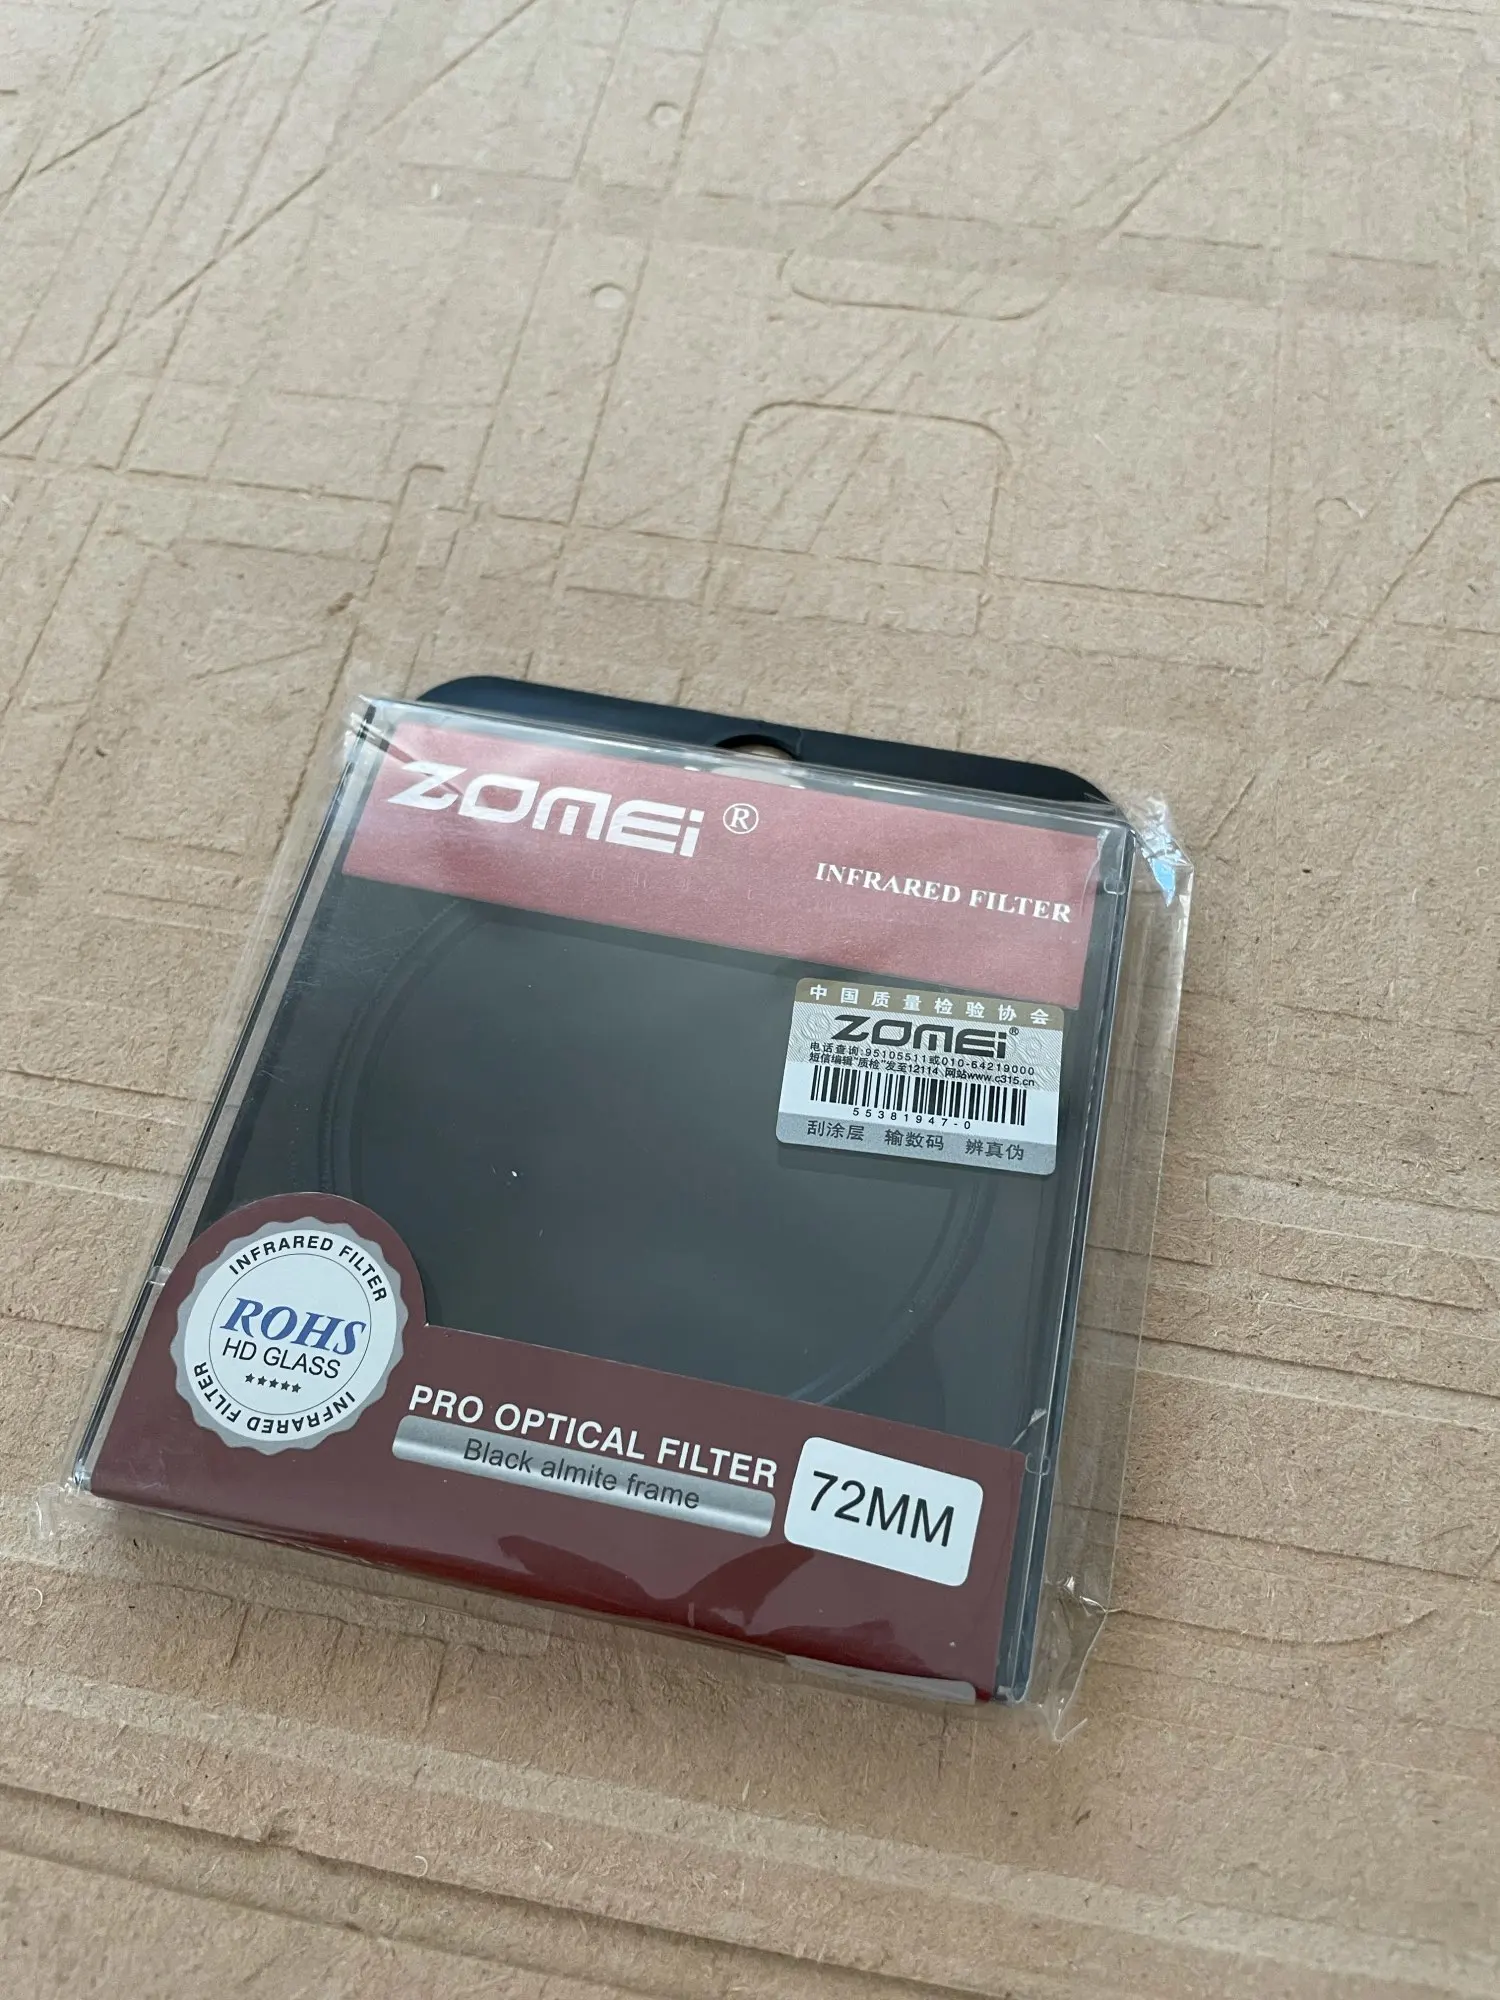 ZOMEi ®
INFRARED FILTER
中国质量检验协会
ZOMEi®
电话查询:95105511或010-64219000
短信编辑"质检"发至12114 网站www.c315.cn
55381947-0
刮涂层 输数码 辨真伪
INFRARED FILTER
ROHS
HD GLASS
★★★★★
INFRARED FILTER
PRO OPTICAL FILTER
Black almite frame
72MM